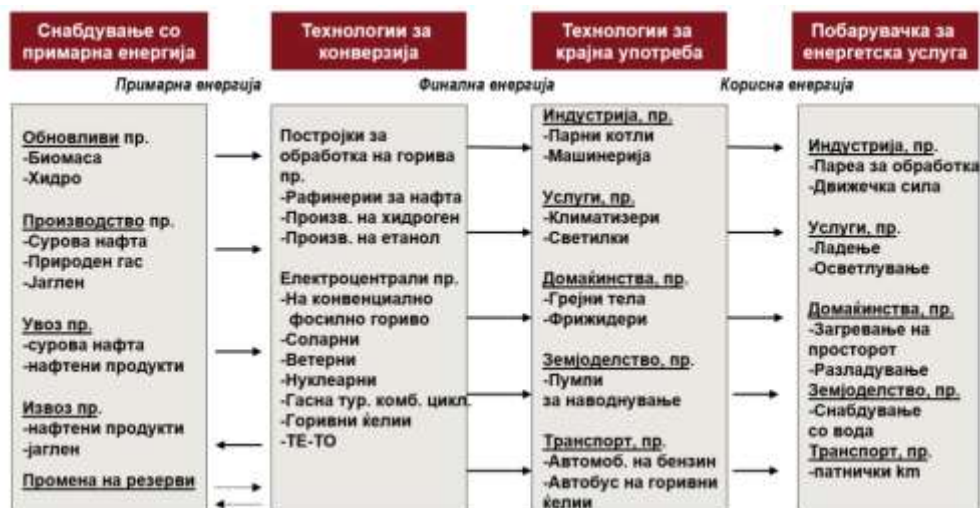 Снабдување со
примарна енергија
Технологии за
конверзија
Технологии за
крајна употреба
Побарувачка за
енергетска услуга
Примарна енергија
Финална енергија
Корисна енергија
Обновливи пр.
-Биомаса
-Хидро
Производство пр.
-Сурова нафта
-Природен гас
-Јаглен
Увоз пр.
-сурова нафта
-нафтени продукти
Извоз пр.
-нафтени продукти
-јаглен
Промена на резерви
Постројки за
обработка на горива
пр.
-Рафинерии за нафта
-Произв. на хидроген
-Произв. на етанол
Електроцентрали пр.
-На конвенциално
фосилно гориво
-Соларни
-Ветерни
-Нуклеарни
-Гасна тур. комб. цикл.
-Горивни ќелии
-ТЕ-ТО
Индустрија, пр.
-Парни котли
-Машинерија
Услуги, пр.
-Климатизери
-Светилки
Домаќинства, пр.
-Грејни тела
-Фрижидери
Земјоделство, пр.
-Пумпи
за наводнување
Транспорт, пр.
-Автомоб. на бензин
-Автобус на горивни
ќелии
Индустрија, пр.
-Пареа за обработка
-Движечка сила
Услуги, пр.
-Ладење
-Осветлување
Домаќинства, пр.
-Загревање на
просторот
-Разладување
Земјоделство, пр.
-Снабдување
со вода
Транспорт, пр.
-патнички km